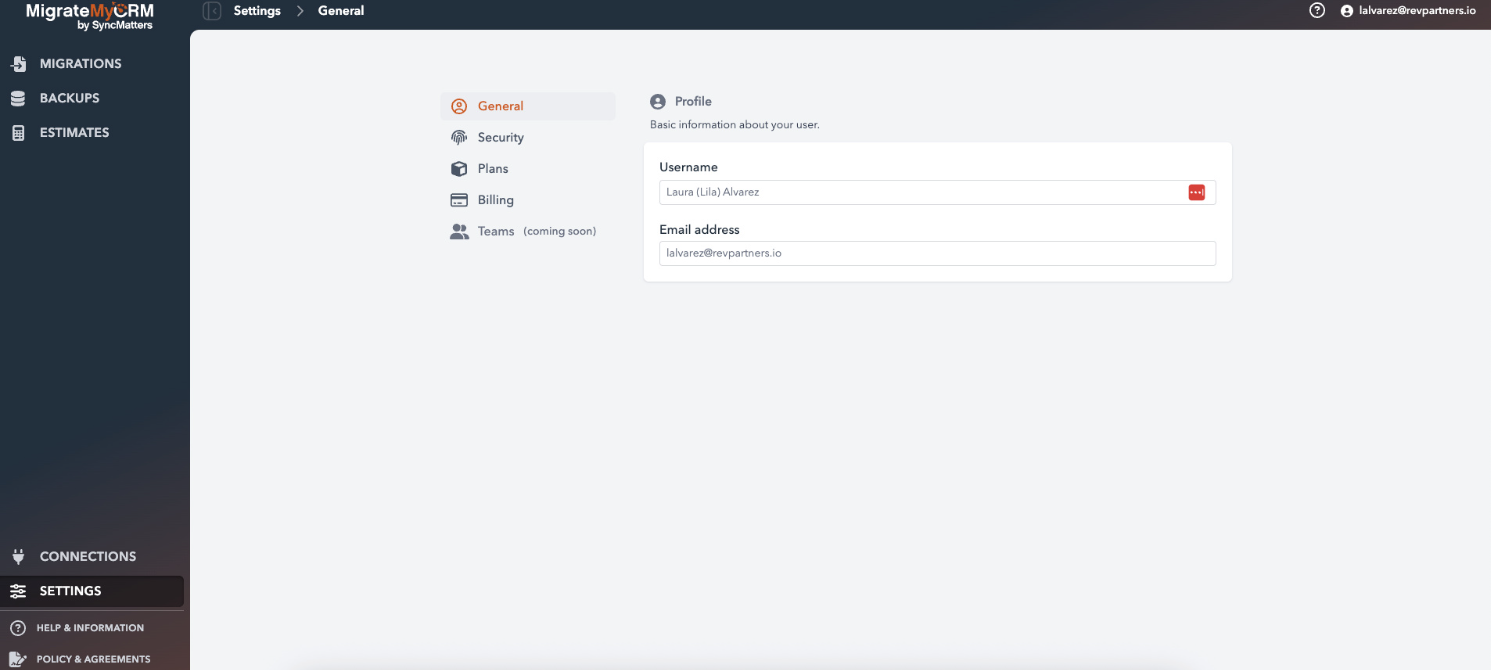 MigrateMyCRM
by SyncMatters
Settings > General
lalvarez@revpartners.io
MIGRATIONS
BACKUPS
ESTIMATES
CONNECTIONS
SETTINGS
HELP & INFORMATION
POLICY & AGREEMENTS
General
Security
Plans
Billing
Teams (coming soon)
Profile
Basic information about your user.
Username
Laura (Lila) Alvarez
Email address
lalvarez@revpartners.io